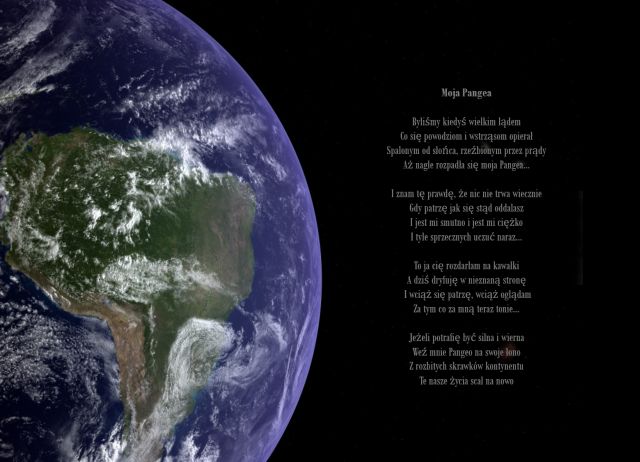 Moja Pangea
Byliśmy kiedyś wielkim lądem
Co się powodziom i wstrząsom opierał
Spalonym od słońca, rzeźbionym przez prądy
Aż nagle rozpadła się moja Pangea...
I znam tę prawdę, że nic nie trwa wiecznie
Gdy patrzę jak się stąd oddalasz
I jest mi smutno i jest mi ciężko
I tyle sprzecznych uczuć naraz...
To ja cię rozdarłam na kawałki
A dziś dryfuję w nieznaną stronę
I wciąż się patrzę, wciąż oglądam
Za tym co za mną teraz tonie...
Jeżeli potrafię być silna i wierna
Weź mnie Pangeo na swoje łono
Z rozbitych skrawków kontynentu
Te nasze życia scal na nowo